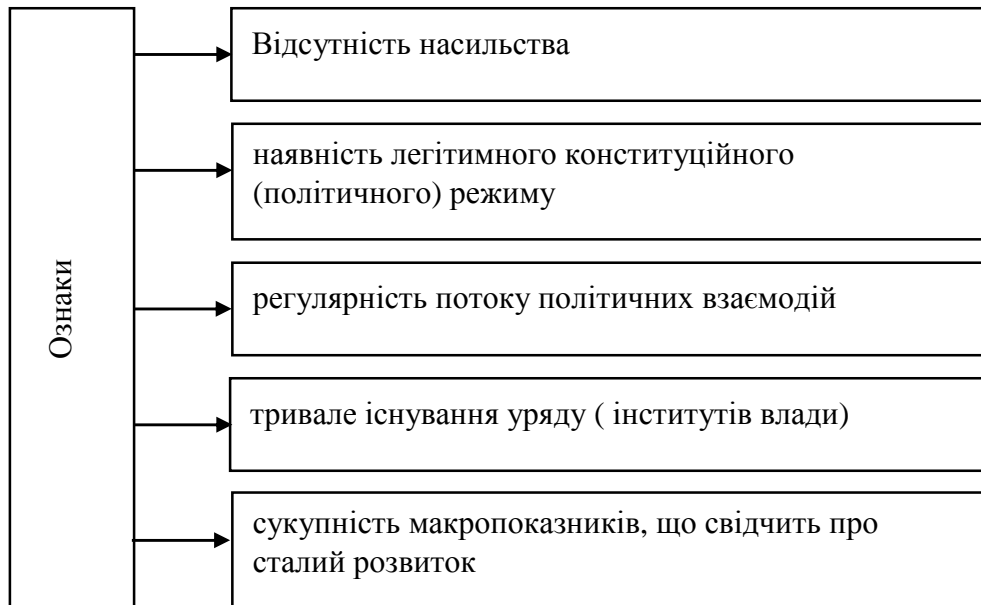 Ознаки
Відсутність насильства
наявність легітимного конституційного
(політичного) режиму
регулярність потоку політичних взаємодій
тривале існування уряду ( інститутів влади)
сукупність макропоказників, що свідчить про
сталий розвиток